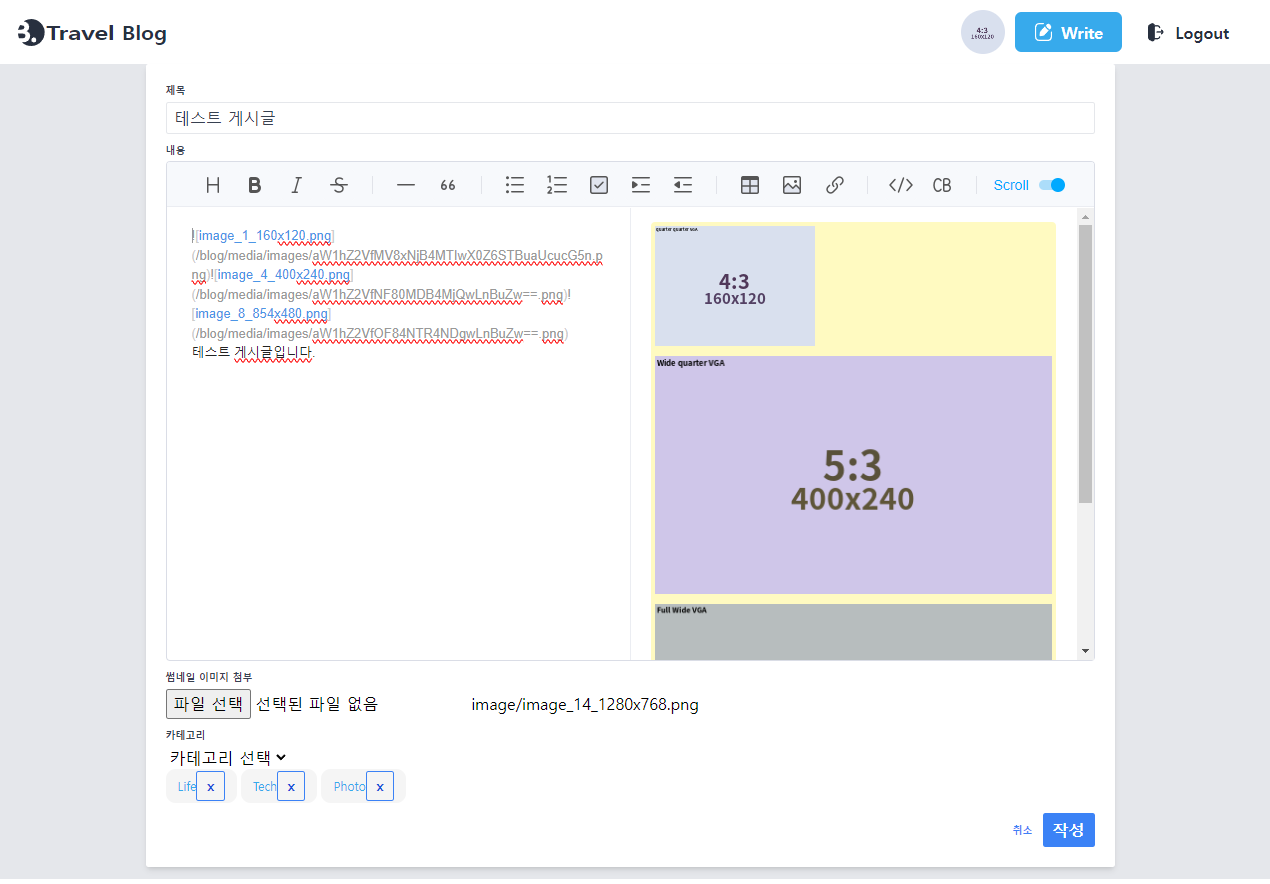 Travel Blog
4:3
160x120
Write
Logout
제목
테스트 게시글
내용
H B I S 66 CB Scroll
![image_1_160x120.png]
(/blog/media/images/aW1hZ2VfMV8xNjB4MTIwX0Z6STBuaUcucG5n.p
ng)![image_4_400x240.png]
(/blog/media/images/aW1hZ2VfNF80MDB4MjQwLnBuZw==.png)!
[image_8_854x480.png]
(/blog/media/images/aW1hZ2VfOF84NTR4NDgwLnBuZw==.png)
테스트 게시글입니다.
quarter quarter VGA
4:3
160x120
Wide quarter VGA
5:3
400x240
Full Wide VGA
썸네일 이미지 첨부
파일 선택 선택된 파일 없음 image/image_14_1280x768.png
카테고리
카테고리 선택
Life x Tech x Photo x
취소 작성